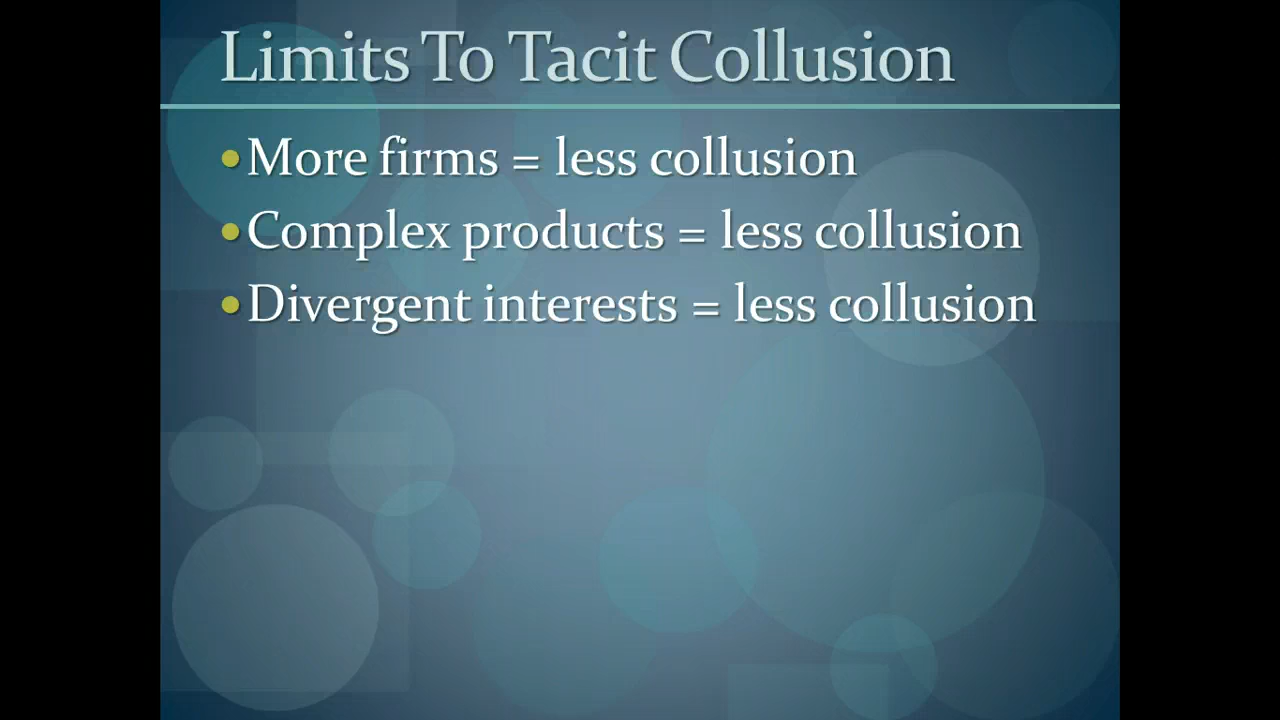 Limits To Tacit Collusion
•More firms = less collusion
•Complex products = less collusion
•Divergent interests = less collusion